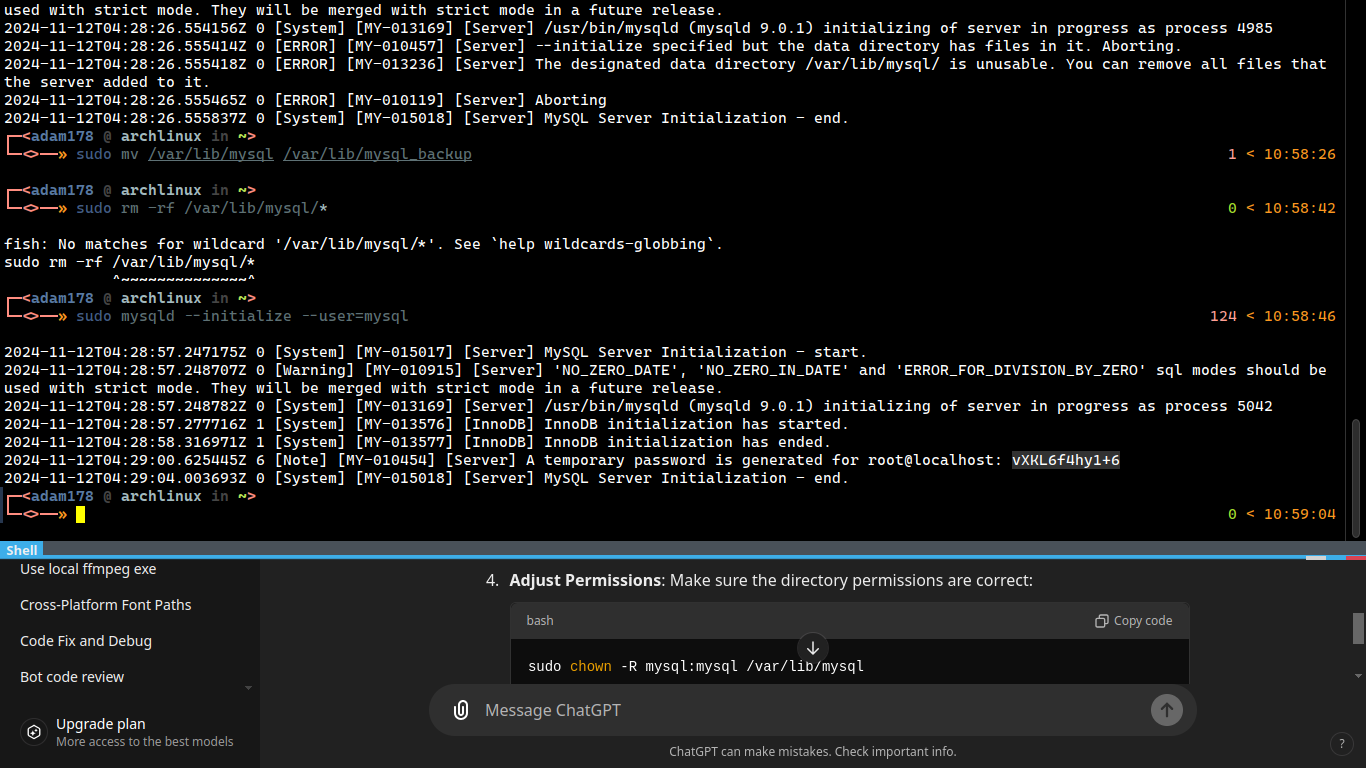 used with strict mode. They will be merged with strict mode in a future release.
2024-11-12T04:28:26.554156Z 0 [System] [MY-013169] [Server] /usr/bin/mysqld (mysqld 9.0.1) initializing of server in progress as process 4985
2024-11-12T04:28:26.555414Z 0 [ERROR] [MY-010457] [Server] --initialize specified but the data directory has files in it. Aborting.
2024-11-12T04:28:26.555418Z 0 [ERROR] [MY-013236] [Server] The designated data directory /var/lib/mysql/ is unusable. You can remove all files that
the server added to it.
2024-11-12T04:28:26.555465Z 0 [ERROR] [MY-010119] [Server] Aborting
2024-11-12T04:28:26.555837Z 0 [System] [MY-015018] [Server] MySQL Server Initialization - end.
┌─<adam178 @ archlinux in ~>
└─<>──» sudo mv /var/lib/mysql /var/lib/mysql_backup 1 < 10:58:26
┌─<adam178 @ archlinux in ~>
└─<>──» sudo rm -rf /var/lib/mysql/* 0 < 10:58:42
fish: No matches for wildcard '/var/lib/mysql/*'. See `help wildcards-globbing`.
sudo rm -rf /var/lib/mysql/*
^~~~~~~~~~~~~~~^
┌─<adam178 @ archlinux in ~>
└─<>──» sudo mysqld --initialize --user=mysql 124 < 10:58:46
2024-11-12T04:28:57.247175Z 0 [System] [MY-015017] [Server] MySQL Server Initialization - start.
2024-11-12T04:28:57.248707Z 0 [Warning] [MY-010915] [Server] 'NO_ZERO_DATE', 'NO_ZERO_IN_DATE' and 'ERROR_FOR_DIVISION_BY_ZERO' sql modes should be
used with strict mode. They will be merged with strict mode in a future release.
2024-11-12T04:28:57.248782Z 0 [System] [MY-013169] [Server] /usr/bin/mysqld (mysqld 9.0.1) initializing of server in progress as process 5042
2024-11-12T04:28:57.277716Z 1 [System] [MY-013576] [InnoDB] InnoDB initialization has started.
2024-11-12T04:28:58.316971Z 1 [System] [MY-013577] [InnoDB] InnoDB initialization has ended.
2024-11-12T04:29:00.625445Z 6 [Note] [MY-010454] [Server] A temporary password is generated for root@localhost: vXKL6f4hy1+6
2024-11-12T04:29:04.003693Z 0 [System] [MY-015018] [Server] MySQL Server Initialization - end.
┌─<adam178 @ archlinux in ~>
└─<>──» 0 < 10:59:04
Shell
Use local ffmpeg exe
Cross-Platform Font Paths
Code Fix and Debug
Bot code review
Upgrade plan
More access to the best models
4. Adjust Permissions: Make sure the directory permissions are correct:
bash Copy code
sudo chown -R mysql:mysql /var/lib/mysql
Message ChatGPT
ChatGPT can make mistakes. Check important info.
?